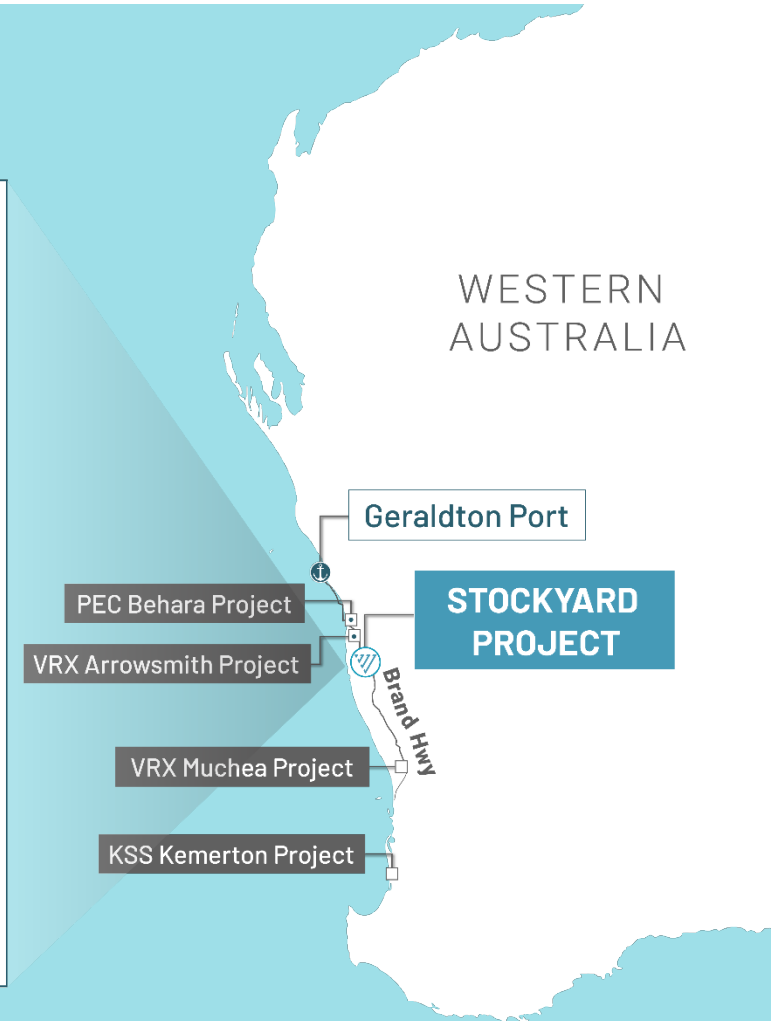 WESTERN
AUSTRALIA
Geraldton Port
PEC Behara Project
STOCKYARD
PROJECT
VRX Arrowsmith Project
Brand Hwy
VRX Muchea Project
KSS Kemerton Project